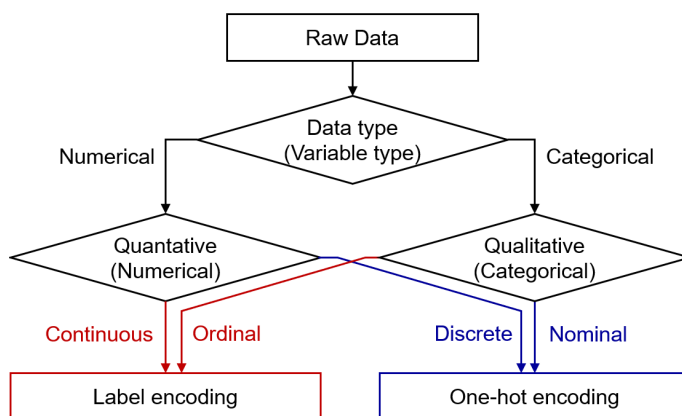 Raw Data
Data type
(Variable type)
Numerical
Categorical
Quantative
(Numerical)
Qualitative
(Categorical)
Continuous
Ordinal
Discrete
Nominal
Label encoding
One-hot encoding